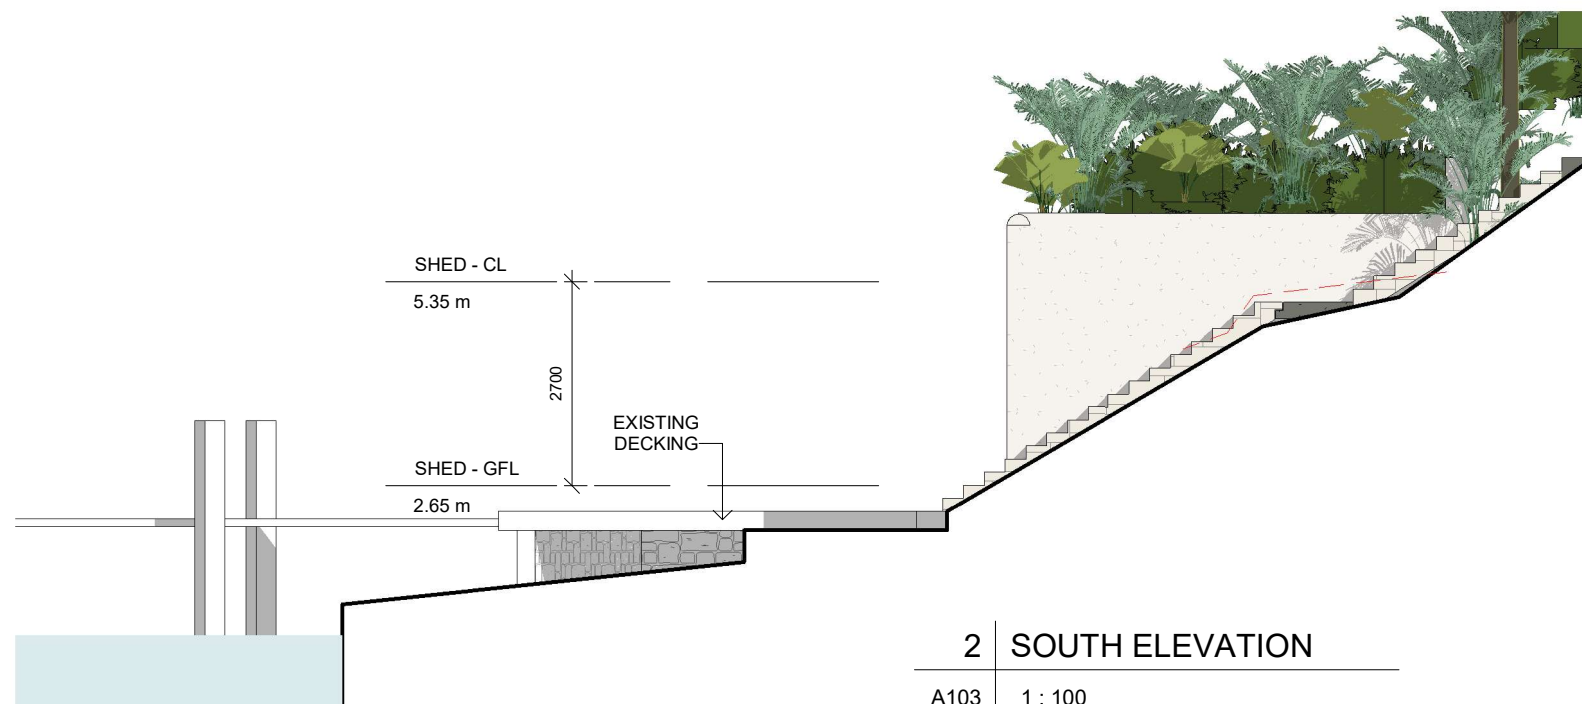 SHED - CL
5.35 m
2700
EXISTING
DECKING
SHED - GFL
2.65 m
2 SOUTH ELEVATION
A103 1 : 100